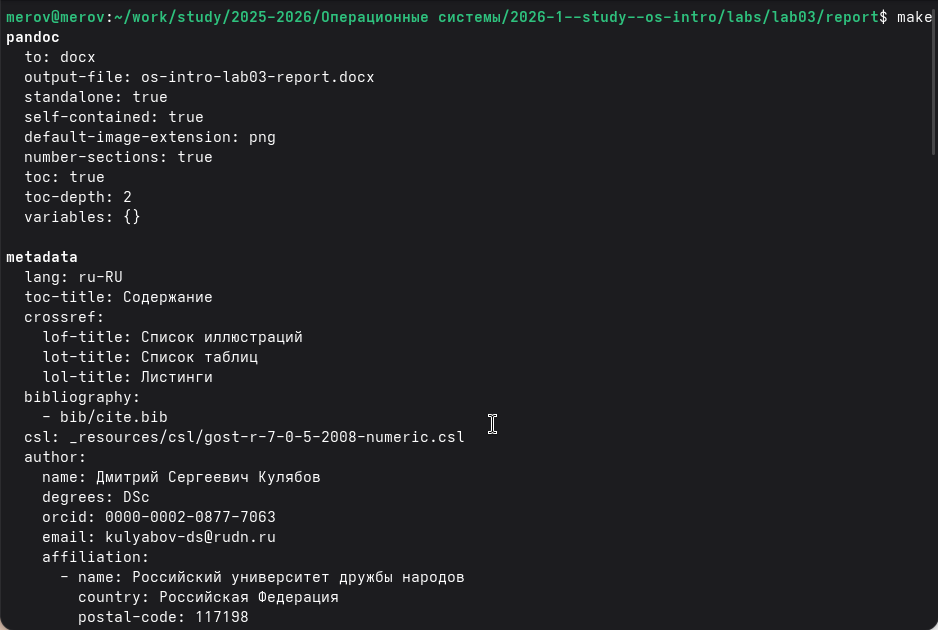 merov@merov:~/work/study/2025-2026/Операционные системы/2026-1--study--os-intro/labs/lab03/report$ make
pandoc
  to: docx
  output-file: os-intro-lab03-report.docx
  standalone: true
  self-contained: true
  default-image-extension: png
  number-sections: true
  toc: true
  toc-depth: 2
  variables: {}

metadata
  lang: ru-RU
  toc-title: Содержание
  crossref:
    lof-title: Список иллюстраций
    lot-title: Список таблиц
    lol-title: Листинги
  bibliography:
    - bib/cite.bib
  csl: _resources/csl/gost-r-7-0-5-2008-numeric.csl
  author:
    name: Дмитрий Сергеевич Кулябов
    degrees: DSc
    orcid: 0000-0002-0877-7063
    email: kulyabov-ds@rudn.ru
    affiliation:
      - name: Российский университет дружбы народов
        country: Российская Федерация
        postal-code: 117198